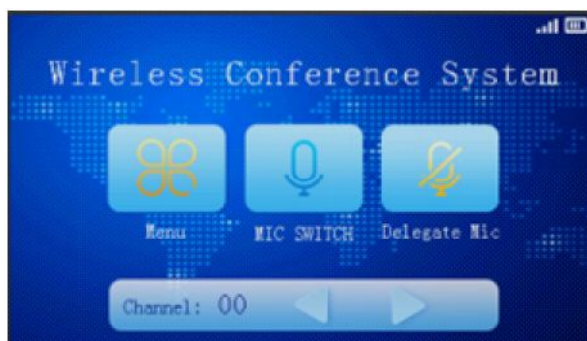 Wireless Conference System
Menu MIC SWITCH Delegate Mic
Channel: 00